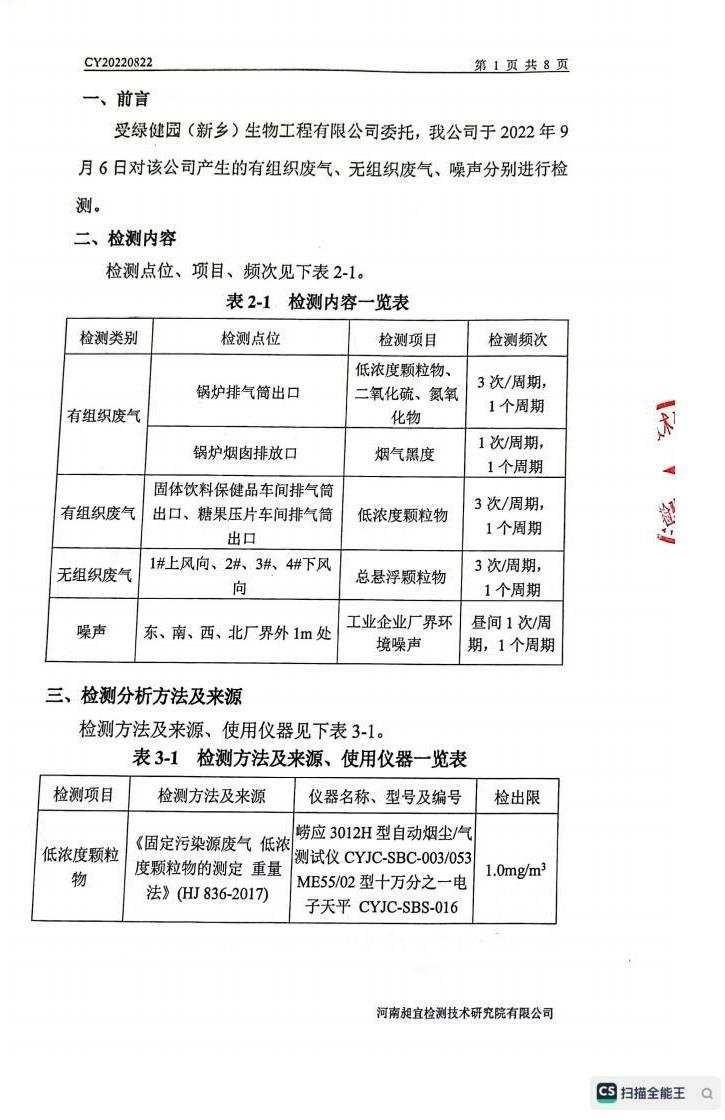 CY20220822
第 1 页 共 8 页
一、前言
受绿健园（新乡）生物工程有限公司委托，我公司于 2022 年 9
月 6 日对该公司产生的有组织废气、无组织废气、噪声分别进行检
测。
二、检测内容
检测点位、项目、频次见下表 2-1。
表 2-1 检测内容一览表
检测类别 检测点位 检测项目 检测频次
有组织废气
锅炉排气筒出口
低浓度颗粒物、
二氧化硫、氮氧
化物
3 次/周期，
1 个周期
锅炉烟囱排放口
烟气黑度
1 次/周期，
1 个周期
有组织废气
固体饮料保健品车间排气筒
出口、糖果压片车间排气筒
出口
低浓度颗粒物
3 次/周期，
1 个周期
无组织废气
1#上风向、2#、3#、4#下风
向
总悬浮颗粒物
3 次/周期，
1 个周期
噪声
东、南、西、北厂界外 1m 处
工业企业厂界环
境噪声
昼间 1 次/周
期，1 个周期
三、检测分析方法及来源
检测方法及来源、使用仪器见下表 3-1。
表 3-1 检测方法及来源、使用仪器一览表
检测项目 检测方法及来源 仪器名称、型号及编号 检出限
低浓度颗粒
物
《固定污染源废气 低浓
度颗粒物的测定 重量
法》(HJ 836-2017)
崂应 3012H 型自动烟尘/气
测试仪 CYJC-SBC-003/053
ME55/02 型十万分之一电
子天平 CYJC-SBS-016
1.0mg/m³
河南昶宜检测技术研究院有限公司
CS 扫描全能王